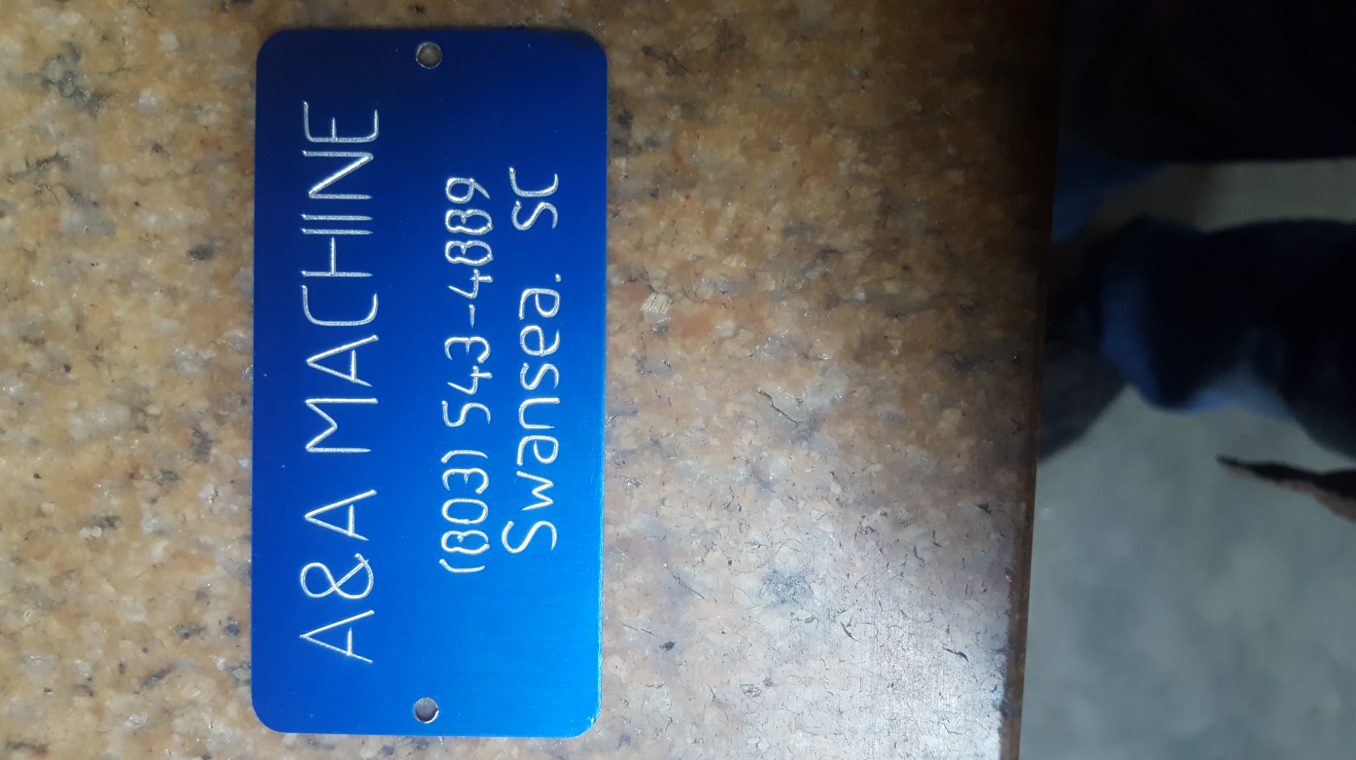 A&A MACHINE
(803) 543-4889
Swansea. SC